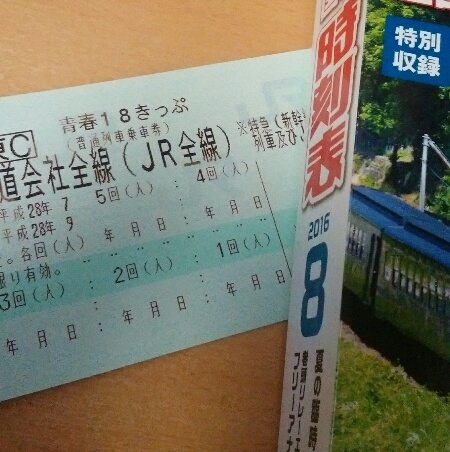 青春18きっぷ
C
(普通列車乗車券)
道会社全線(JR全線)
※特急(新幹
列車及び
5回(人)
4回(人)
平成28年 7
平成28年 9
年 月 日
年 月 日
。各回(人)
限り有効。
3回(人)
2回(人)
1回(人)
年 月 日
年 月 日
年 月 日
時刻表
2016
8
夏の臨時
特別
収録